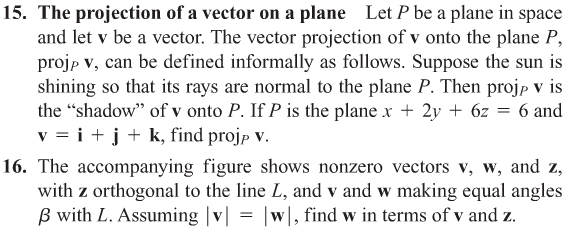 15. The projection of a vector on a plane Let P be a plane in space
and let v be a vector. The vector projection of v onto the plane P,
projₚ v, can be defined informally as follows. Suppose the sun is
shining so that its rays are normal to the plane P. Then projₚ v is
the “shadow” of v onto P. If P is the plane x + 2y + 6z = 6 and
v = i + j + k, find projₚ v.
16. The accompanying figure shows nonzero vectors v, w, and z,
with z orthogonal to the line L, and v and w making equal angles
β with L. Assuming |v| = |w|, find w in terms of v and z.